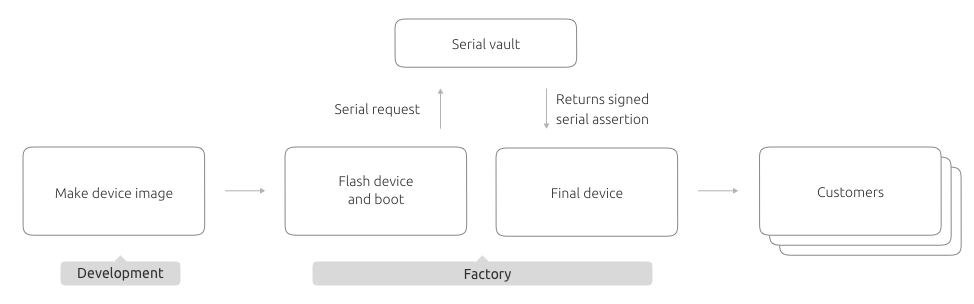 Serial vault
Serial request
Returns signed
serial assertion
Make device image
Flash device
and boot
Final device
Customers
Development
Factory